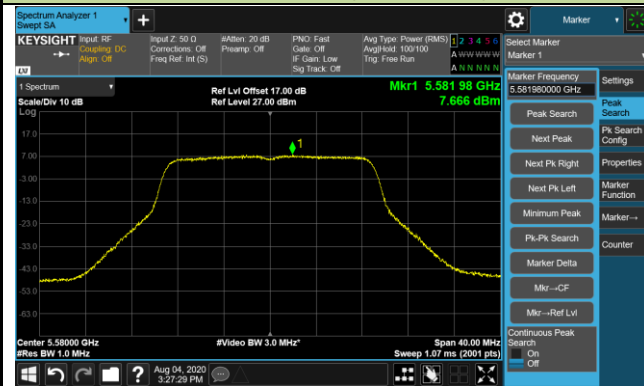 Spectrum Analyzer 1
Swept SA
KEYSIGHT
Input: RF
Coupling: DC
Align: Off
Input Z: 50 Ω
Corrections: Off
Freq Ref: Int (S)
#Atten: 20 dB
Preamp: Off
PNO: Fast
Gate: Off
IF Gain: Low
Sig Track: Off
Avg Type: Power (RMS)
Avg|Hold: 100/100
Trig: Free Run
1 2 3 4 5 6
A W W W W W
A N N N N N
LXI
1 Spectrum
Scale/Div 10 dB
Log
Ref Lvl Offset 17.00 dB
Ref Level 27.00 dBm
Mkr1 5.581 98 GHz
7.666 dBm
1
17.0
7.00
-3.00
-13.0
-23.0
-33.0
-43.0
-53.0
-63.0
Center 5.58000 GHz
#Res BW 1.0 MHz
#Video BW 3.0 MHz*
Span 40.00 MHz
Sweep 1.07 ms (2001 pts)
Aug 04, 2020
3:27:29 PM
Marker
Select Marker
Marker 1
Marker Frequency
5.581980000 GHz
Peak Search
Next Peak
Next Pk Right
Next Pk Left
Minimum Peak
Pk-Pk Search
Marker Delta
Mkr→CF
Mkr→Ref Lvl
Continuous Peak
Search
On
Off
Settings
Peak
Search
Pk Search
Config
Properties
Marker
Function
Marker→
Counter